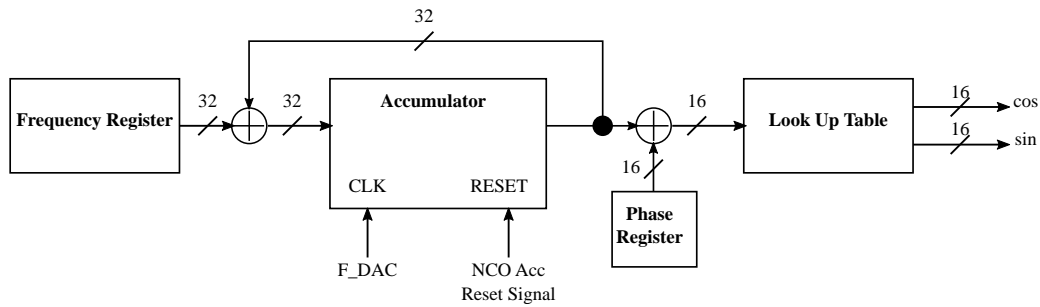 32
Frequency Register
32
32
Accumulator
CLK
RESET
F_DAC
NCO Acc
Reset Signal
16
16
Phase
Register
Look Up Table
16
cos
16
sin